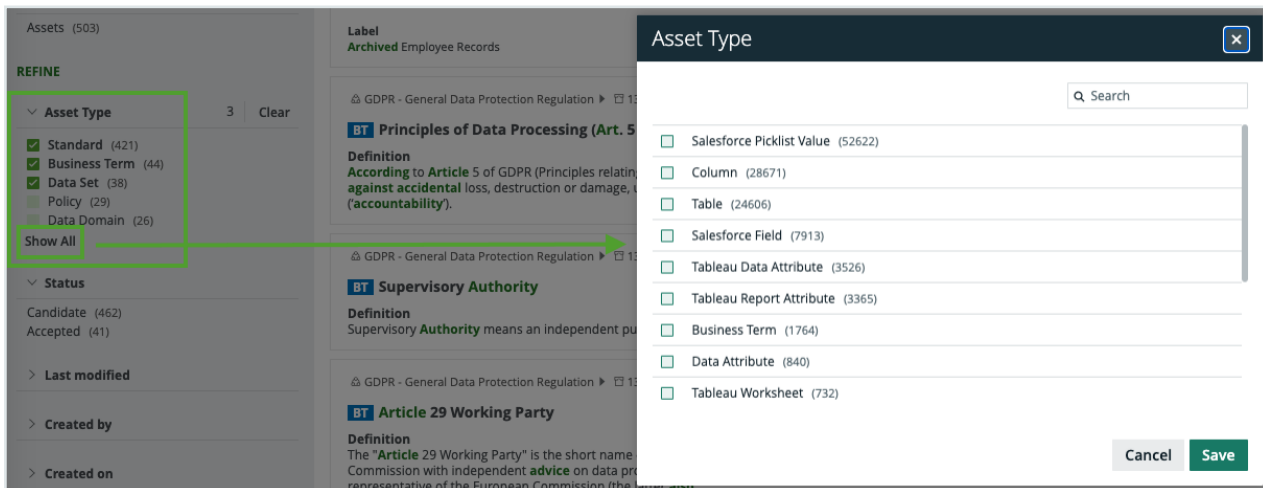 Assets (503)
REFINE
Asset Type 3 Clear
Standard (421)
Business Term (44)
Data Set (38)
Policy (29)
Data Domain (26)
Show All
Status
Candidate (462)
Accepted (41)
Last modified
Created by
Created on
Label
Archived Employee Records
GDPR - General Data Protection Regulation
BT Principles of Data Processing (Art. 5
Definition
According to Article 5 of GDPR (Principles relating
against accidental loss, destruction or damage,
('accountability').
GDPR - General Data Protection Regulation
BT Supervisory Authority
Definition
Supervisory Authority means an independent
GDPR - General Data Protection Regulation
BT Article 29 Working Party
Definition
The "Article 29 Working Party" is the short name
Commission with independent advice on data
representative of the European Commission (the
Asset Type
Search
Salesforce Picklist Value (52622)
Column (28671)
Table (24606)
Salesforce Field (7913)
Tableau Data Attribute (3526)
Tableau Report Attribute (3365)
Business Term (1764)
Data Attribute (840)
Tableau Worksheet (732)
Cancel Save